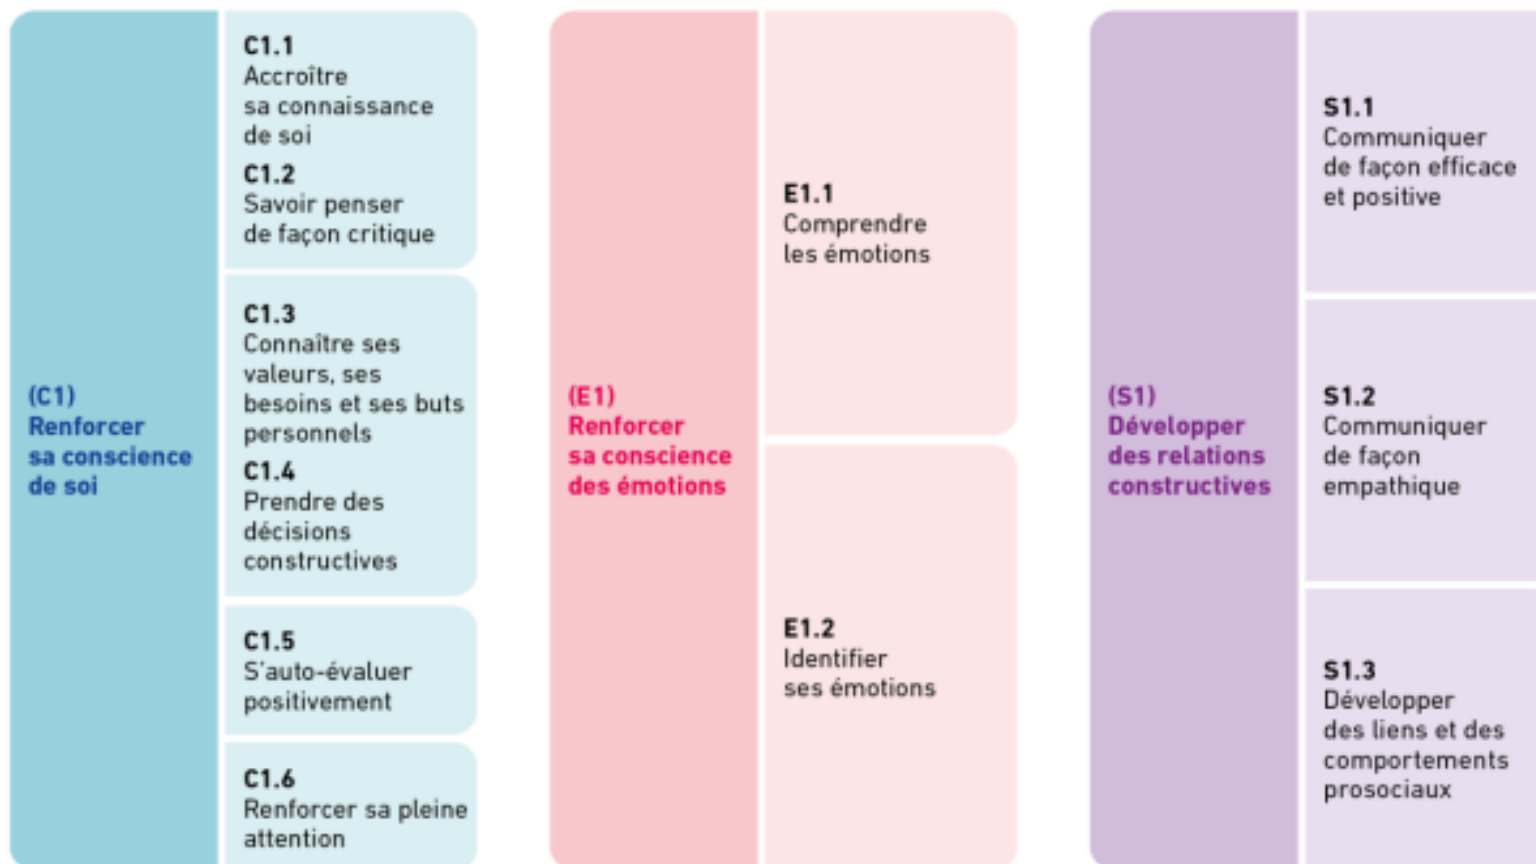 (C1)
Renforcer
sa conscience
de soi
C1.1
Accroître
sa connaissance
de soi
C1.2
Savoir penser
de façon critique
C1.3
Connaître ses
valeurs, ses
besoins et ses buts
personnels
C1.4
Prendre des
décisions
constructives
C1.5
S'auto-évaluer
positivement
C1.6
Renforcer sa pleine
attention
(E1)
Renforcer
sa conscience
des émotions
E1.1
Comprendre
les émotions
E1.2
Identifier
ses émotions
(S1)
Développer
des relations
constructives
S1.1
Communiquer
de façon efficace
et positive
S1.2
Communiquer
de façon
empathique
S1.3
Développer
des liens et des
comportements
prosociaux